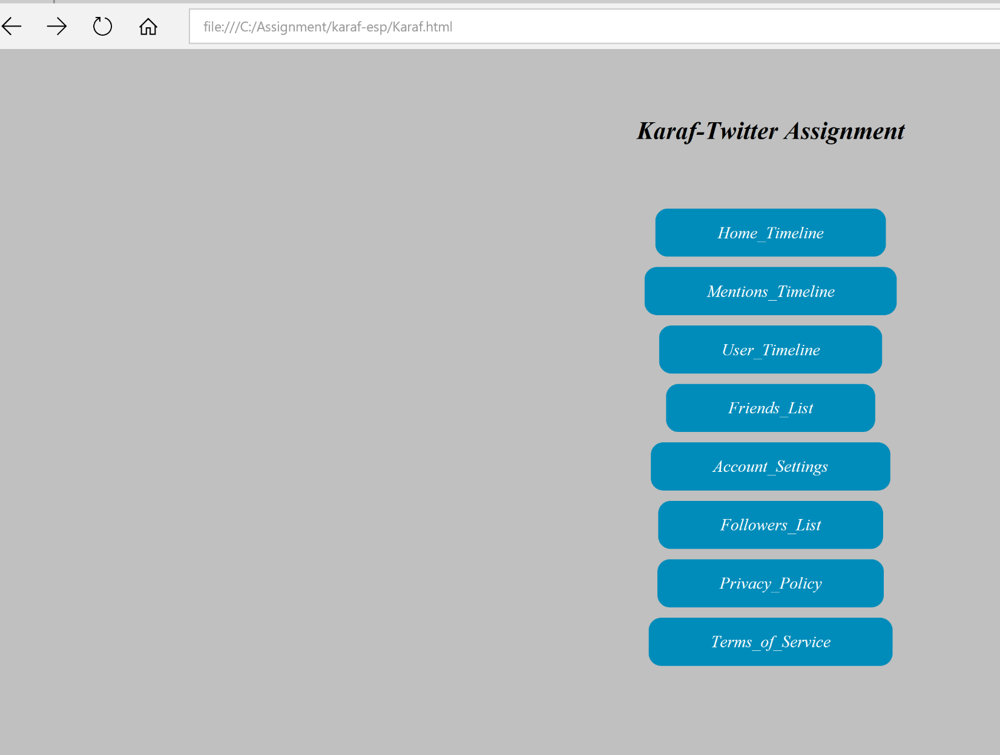 file:///C:/Assignment/karaf-esp/Karaf.html
Karaf-Twitter Assignment
Home_Timeline
Mentions_Timeline
User_Timeline
Friends_List
Account_Settings
Followers_List
Privacy_Policy
Terms_of_Service